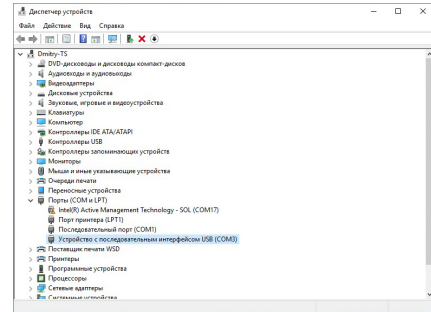 Диспетчер устройств
Файл Действие Вид Справка
Dmitry-TS
DVD-дисководы и дисководы компакт-дисков
Аудиовходы и аудиовыходы
Видеоадаптеры
Дисковые устройства
Звуковые, игровые и видеоустройства
Клавиатуры
Компьютер
Контроллеры IDE ATA/ATAPI
Контроллеры USB
Контроллеры запоминающих устройств
Мониторы
Мыши и иные указывающие устройства
Очереди печати
Переносные устройства
Порты (COM и LPT)
Intel(R) Active Management Technology - SOL (COM17)
Порт принтера (LPT1)
Последовательный порт (COM1)
Устройство с последовательным интерфейсом USB (COM3)
Поставщик печати WSD
Принтеры
Программные устройства
Процессоры
Сетевые адаптеры
Системные устройства